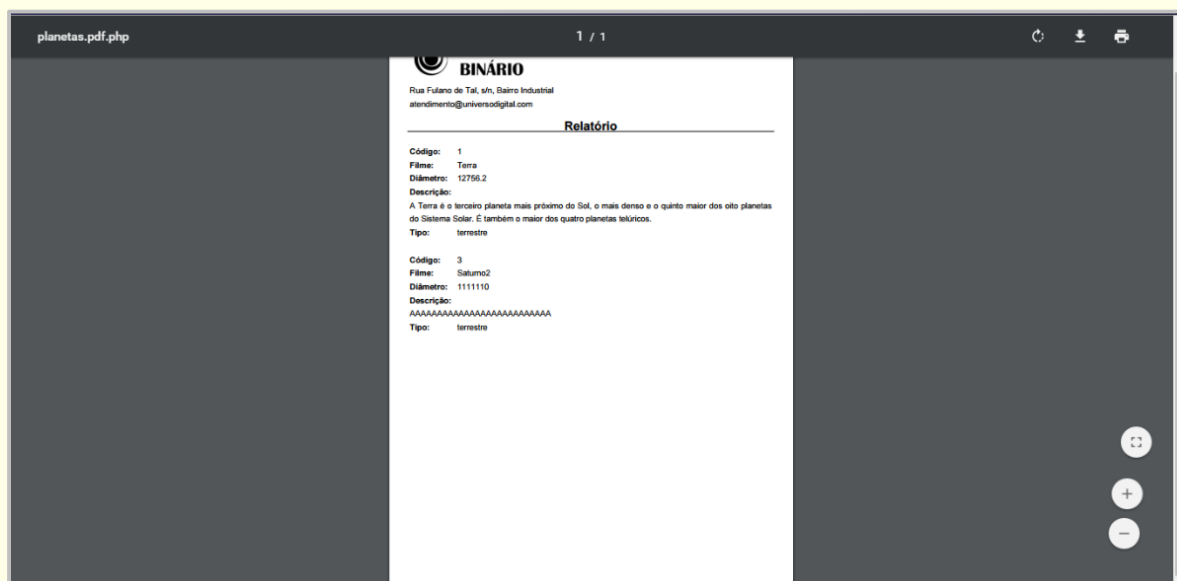 planetas.pdf.php
1 / 1
BINÁRIO
Rua Fulano de Tal, s/n, Bairro Industrial
atendimento@universodigital.com
Relatório
Código: 1
Filme: Terra
Diâmetro: 12756.2
Descrição:
A Terra é o terceiro planeta mais próximo do Sol, o mais denso e o quinto maior dos oito planetas
do Sistema Solar. É também o maior dos quatro planetas telúricos.
Tipo: terrestre
Código: 3
Filme: Saturno2
Diâmetro: 1111110
Descrição:
AAAAAAAAAAAAAAAAAAAAAAAAAA
Tipo: terrestre